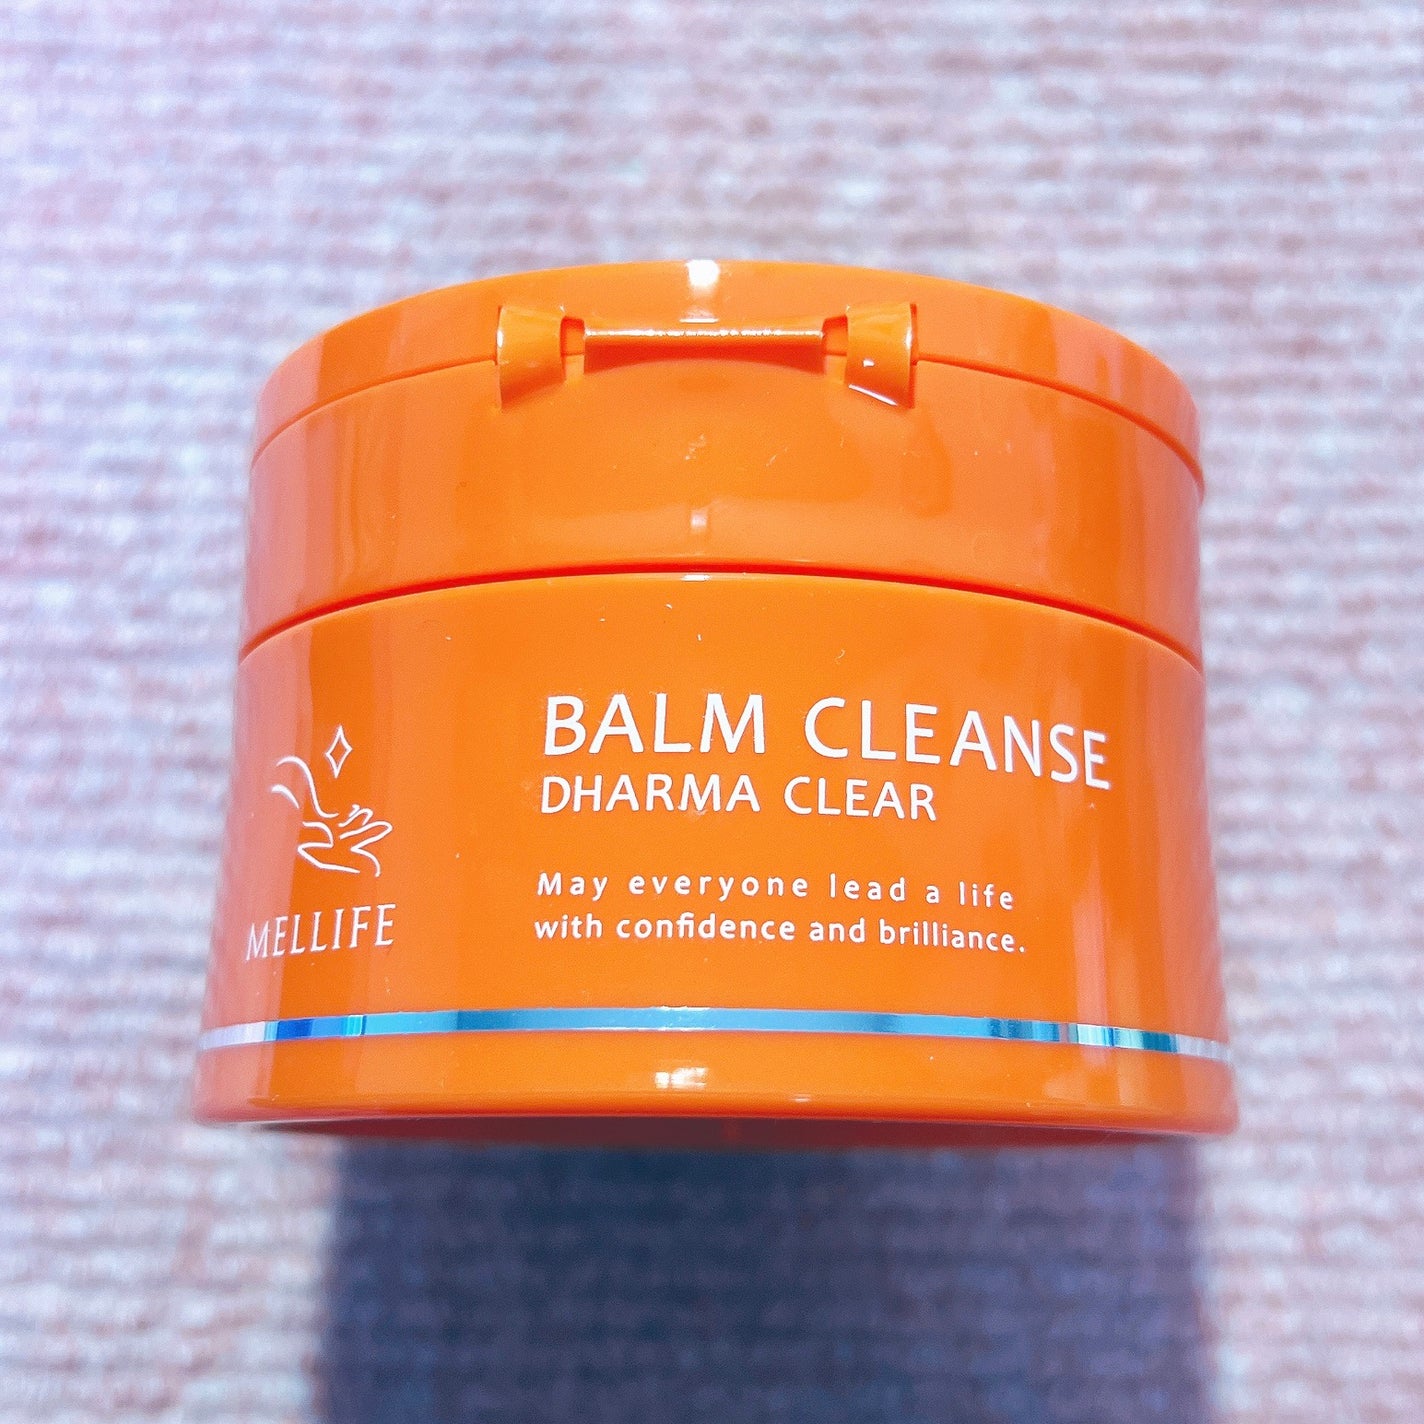 BALM CLEANSE
DHARMA CLEAR
May everyone lead a life
with confidence and brilliance.
MELLIFE